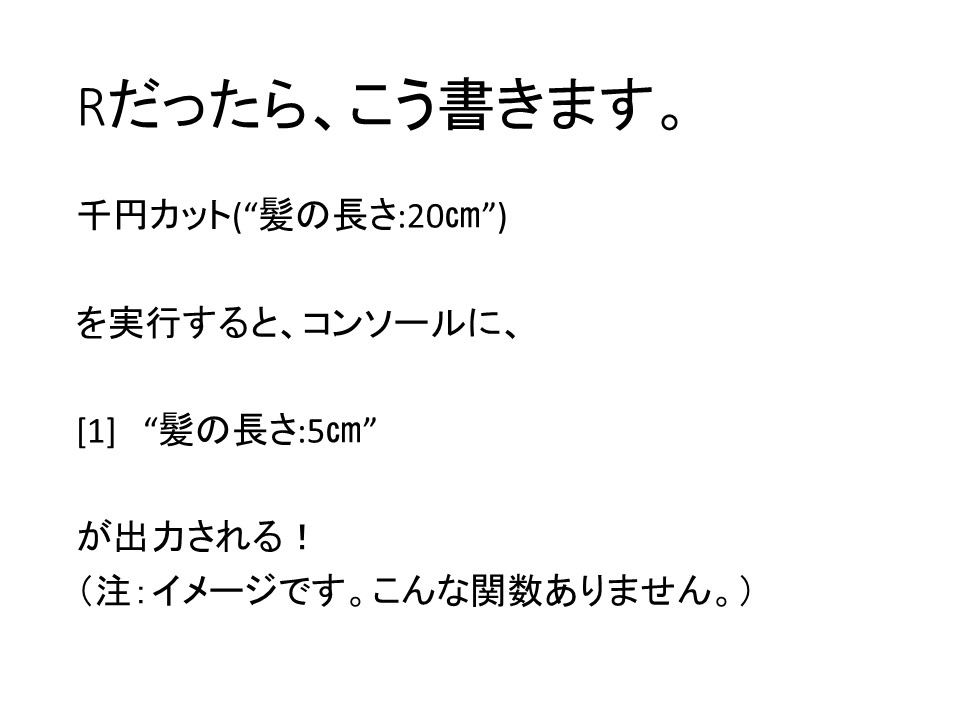 Rだったら、こう書きます。
千円カット(“髪の長さ:20㎝”)
を実行すると、コンソールに、
[1]　“髪の長さ:5㎝”
が出力される！
（注：イメージです。こんな関数ありません。）